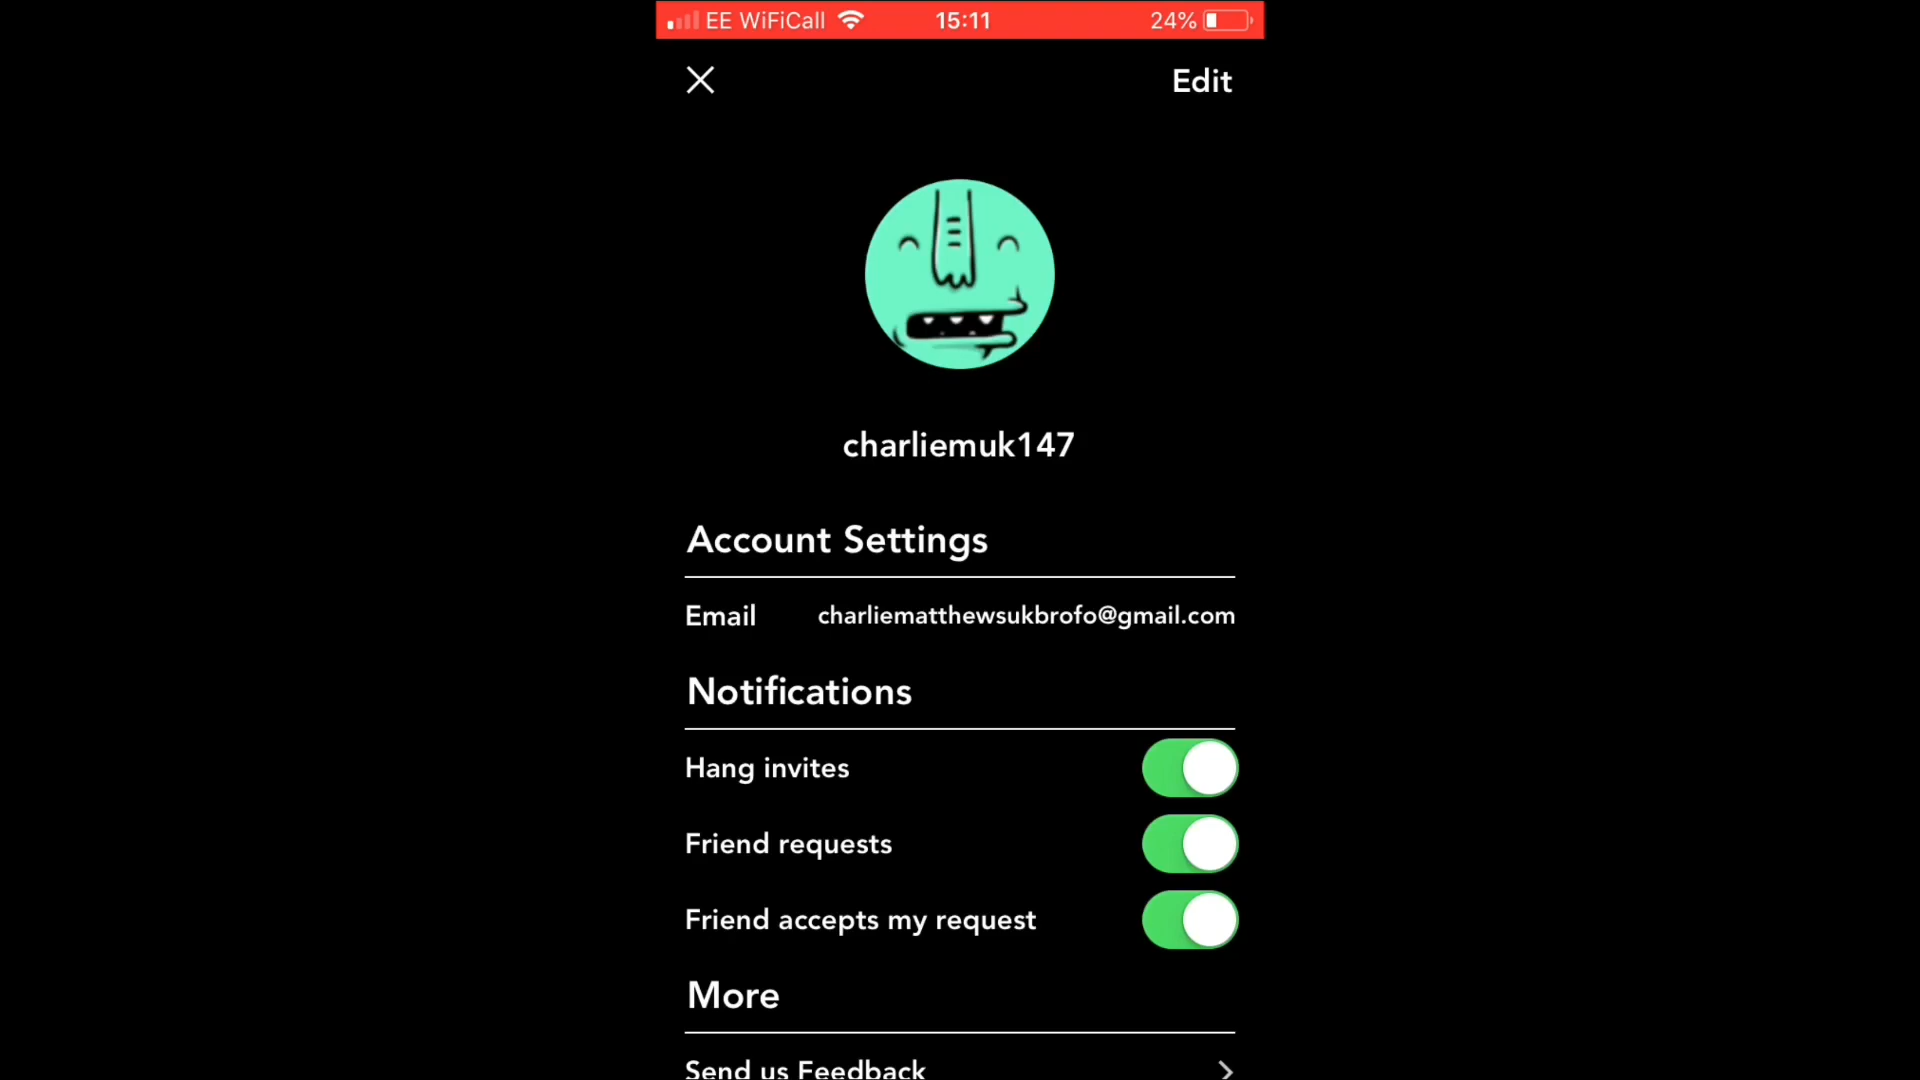 EE WiFiCall 15:11 24%
Edit
charliemuk147
Account Settings
Email charliematthewsukbrofo@gmail.com
Notifications
Hang invites
Friend requests
Friend accepts my request
More
Send us Feedback